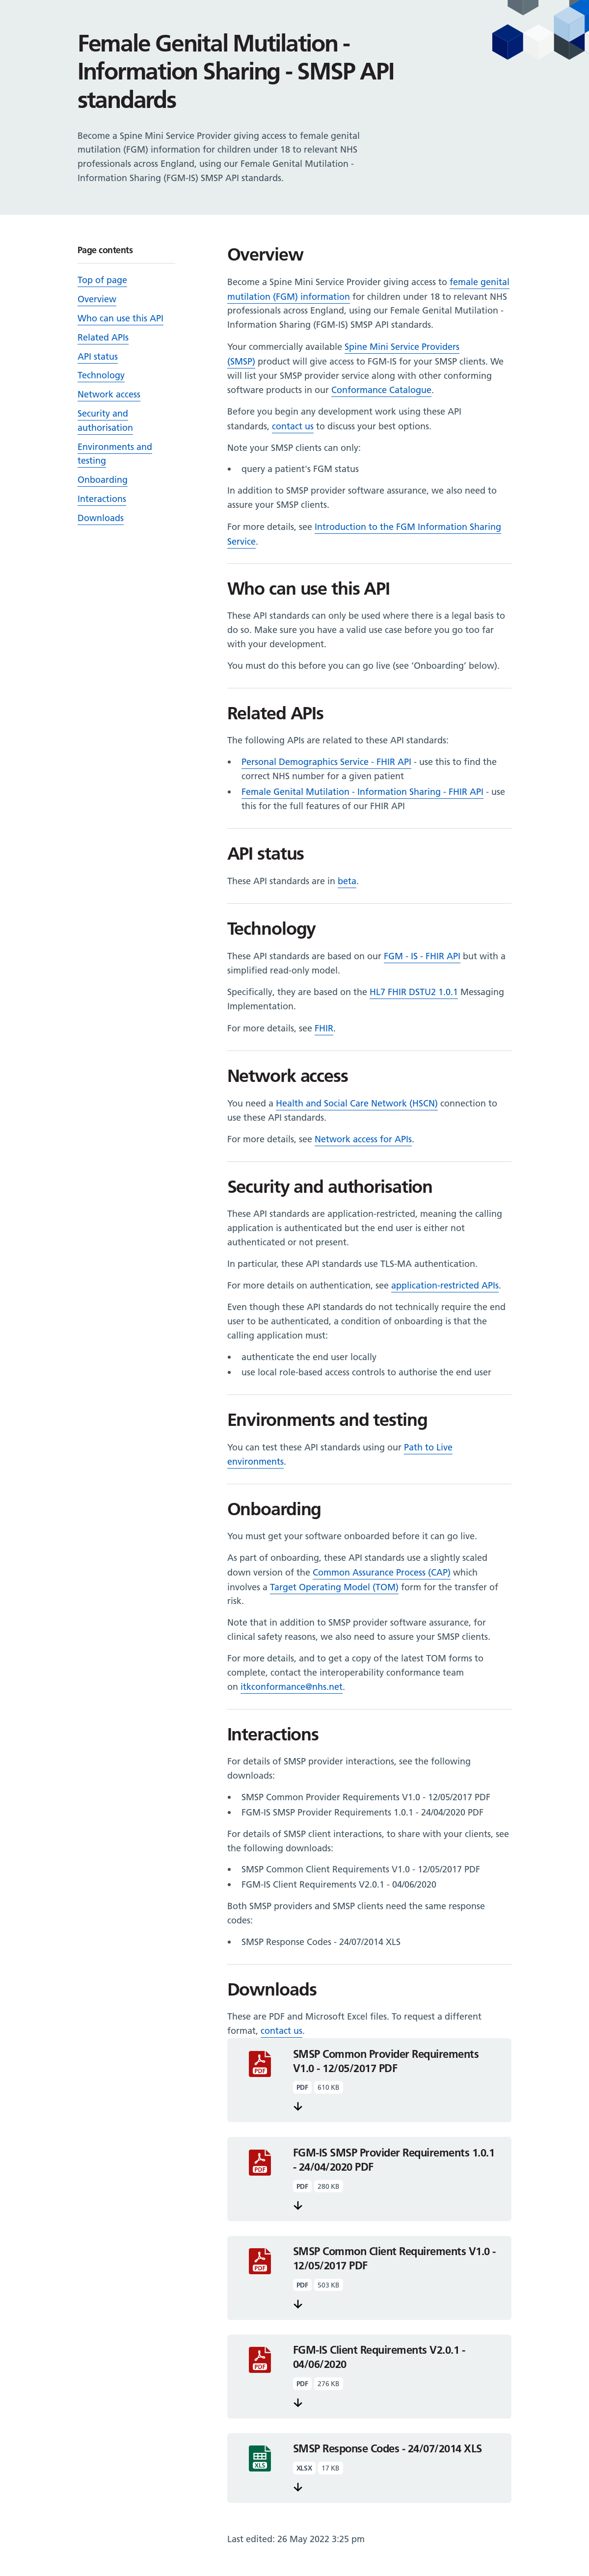 Female Genital Mutilation -
Information Sharing - SMSP API
standards
Become a Spine Mini Service Provider giving access to female genital
mutilation (FGM) information for children under 18 to relevant NHS
professionals across England, using our Female Genital Mutilation -
Information Sharing (FGM-IS) SMSP API standards.
Page contents
Top of page
Overview
Who can use this API
Related APIs
API status
Technology
Network access
Security and
authorisation
Environments and
testing
Onboarding
Interactions
Downloads
Overview
Become a Spine Mini Service Provider giving access to female genital
mutilation (FGM) information for children under 18 to relevant NHS
professionals across England, using our Female Genital Mutilation -
Information Sharing (FGM-IS) SMSP API standards.
Your commercially available Spine Mini Service Providers
(SMSP) product will give access to FGM-IS for your SMSP clients. We
will list your SMSP provider service along with other conforming
software products in our Conformance Catalogue.
Before you begin any development work using these API
standards, contact us to discuss your best options.
Note your SMSP clients can only:
• query a patient's FGM status
In addition to SMSP provider software assurance, we also need to
assure your SMSP clients.
For more details, see Introduction to the FGM Information Sharing
Service.
Who can use this API
These API standards can only be used where there is a legal basis to
do so. Make sure you have a valid use case before you go too far
with your development.
You must do this before you can go live (see ‘Onboarding’ below).
Related APIs
The following APIs are related to these API standards:
• Personal Demographics Service - FHIR API - use this to find the
correct NHS number for a given patient
• Female Genital Mutilation - Information Sharing - FHIR API - use
this for the full features of our FHIR API
API status
These API standards are in beta.
Technology
These API standards are based on our FGM - IS - FHIR API but with a
simplified read-only model.
Specifically, they are based on the HL7 FHIR DSTU2 1.0.1 Messaging
Implementation.
For more details, see FHIR.
Network access
You need a Health and Social Care Network (HSCN) connection to
use these API standards.
For more details, see Network access for APIs.
Security and authorisation
These API standards are application-restricted, meaning the calling
application is authenticated but the end user is either not
authenticated or not present.
In particular, these API standards use TLS-MA authentication.
For more details on authentication, see application-restricted APIs.
Even though these API standards do not technically require the end
user to be authenticated, a condition of onboarding is that the
calling application must:
• authenticate the end user locally
• use local role-based access controls to authorise the end user
Environments and testing
You can test these API standards using our Path to Live
environments.
Onboarding
You must get your software onboarded before it can go live.
As part of onboarding, these API standards use a slightly scaled
down version of the Common Assurance Process (CAP) which
involves a Target Operating Model (TOM) form for the transfer of
risk.
Note that in addition to SMSP provider software assurance, for
clinical safety reasons, we also need to assure your SMSP clients.
For more details, and to get a copy of the latest TOM forms to
complete, contact the interoperability conformance team
on itkconformance@nhs.net.
Interactions
For details of SMSP provider interactions, see the following
downloads:
• SMSP Common Provider Requirements V1.0 - 12/05/2017 PDF
• FGM-IS SMSP Provider Requirements 1.0.1 - 24/04/2020 PDF
For details of SMSP client interactions, to share with your clients, see
the following downloads:
• SMSP Common Client Requirements V1.0 - 12/05/2017 PDF
• FGM-IS Client Requirements V2.0.1 - 04/06/2020
Both SMSP providers and SMSP clients need the same response
codes:
• SMSP Response Codes - 24/07/2014 XLS
Downloads
These are PDF and Microsoft Excel files. To request a different
format, contact us.
PDF
SMSP Common Provider Requirements
V1.0 - 12/05/2017 PDF
PDF 610 KB
PDF
FGM-IS SMSP Provider Requirements 1.0.1
- 24/04/2020 PDF
PDF 280 KB
PDF
SMSP Common Client Requirements V1.0 -
12/05/2017 PDF
PDF 503 KB
PDF
FGM-IS Client Requirements V2.0.1 -
04/06/2020
PDF 276 KB
XLS
SMSP Response Codes - 24/07/2014 XLS
XLSX 17 KB
Last edited: 26 May 2022 3:25 pm